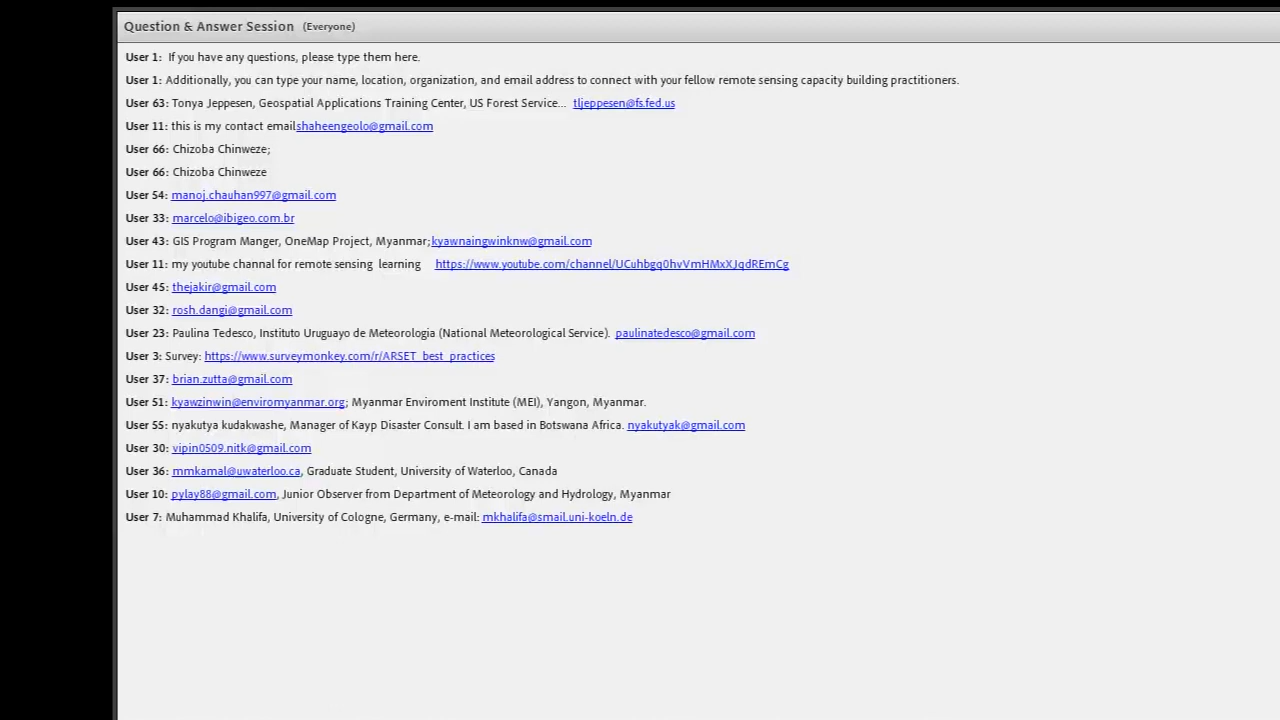 Question & Answer Session (Everyone)
User 1: If you have any questions, please type them here.
User 1: Additionally, you can type your name, location, organization, and email address to connect with your fellow remote sensing capacity building practitioners.
User 63: Tonya Jeppesen, Geospatial Applications Training Center, US Forest Service... tljeppesen@fs.fed.us
User 11: this is my contact email shaheengeolo@gmail.com
User 66: Chizoba Chinweze;
User 66: Chizoba Chinweze
User 54: manoj.chauhan997@gmail.com
User 33: marcelo@ibigeo.com.br
User 43: GIS Program Manger, OneMap Project, Myanmar; kyawnaingwinknw@gmail.com
User 11: my youtube channal for remote sensing learning https://www.youtube.com/channel/UCuhbgq0hvVmHMxXJqdREmCg
User 45: thejakir@gmail.com
User 32: rosh.dangi@gmail.com
User 23: Paulina Tedesco, Instituto Uruguayo de Meteorologia (National Meteorological Service). paulinatedesco@gmail.com
User 3: Survey: https://www.surveymonkey.com/r/ARSET_best_practices
User 37: brian.zutta@gmail.com
User 51: kyawzinwin@enviromyanmar.org; Myanmar Enviroment Institute (MEI), Yangon, Myanmar.
User 55: nyakutya kudakwashe, Manager of Kayp Disaster Consult. I am based in Botswana Africa. nyakutyak@gmail.com
User 30: vipin0509.nitk@gmail.com
User 36: mmkamal@uwaterloo.ca, Graduate Student, University of Waterloo, Canada
User 10: pylay88@gmail.com, Junior Observer from Department of Meteorology and Hydrology, Myanmar
User 7: Muhammad Khalifa, University of Cologne, Germany, e-mail: mkhalifa@smail.uni-koeln.de